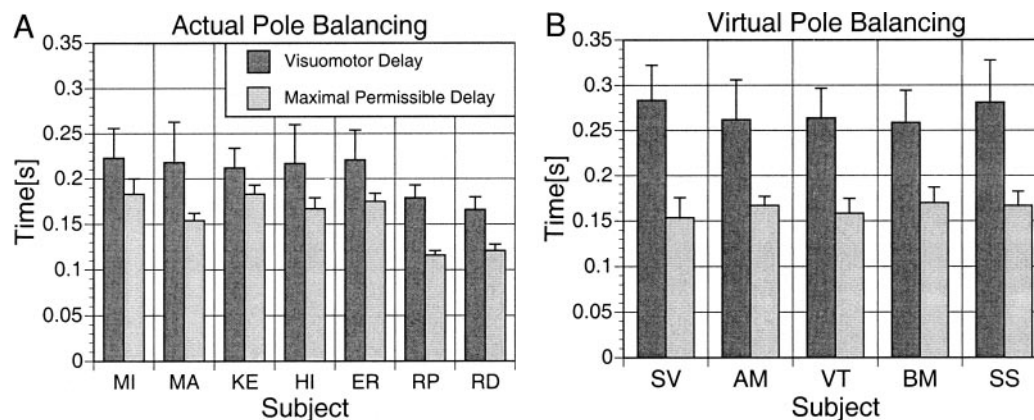 A
Actual Pole Balancing
Time[s]
0.35
0.3
0.25
0.2
0.15
0.1
0.05
0
Visuomotor Delay
Maximal Permissible Delay
MI MA KE HI ER RP RD
Subject
B
Virtual Pole Balancing
Time[s]
0.35
0.3
0.25
0.2
0.15
0.1
0.05
0
SV AM VT BM SS
Subject